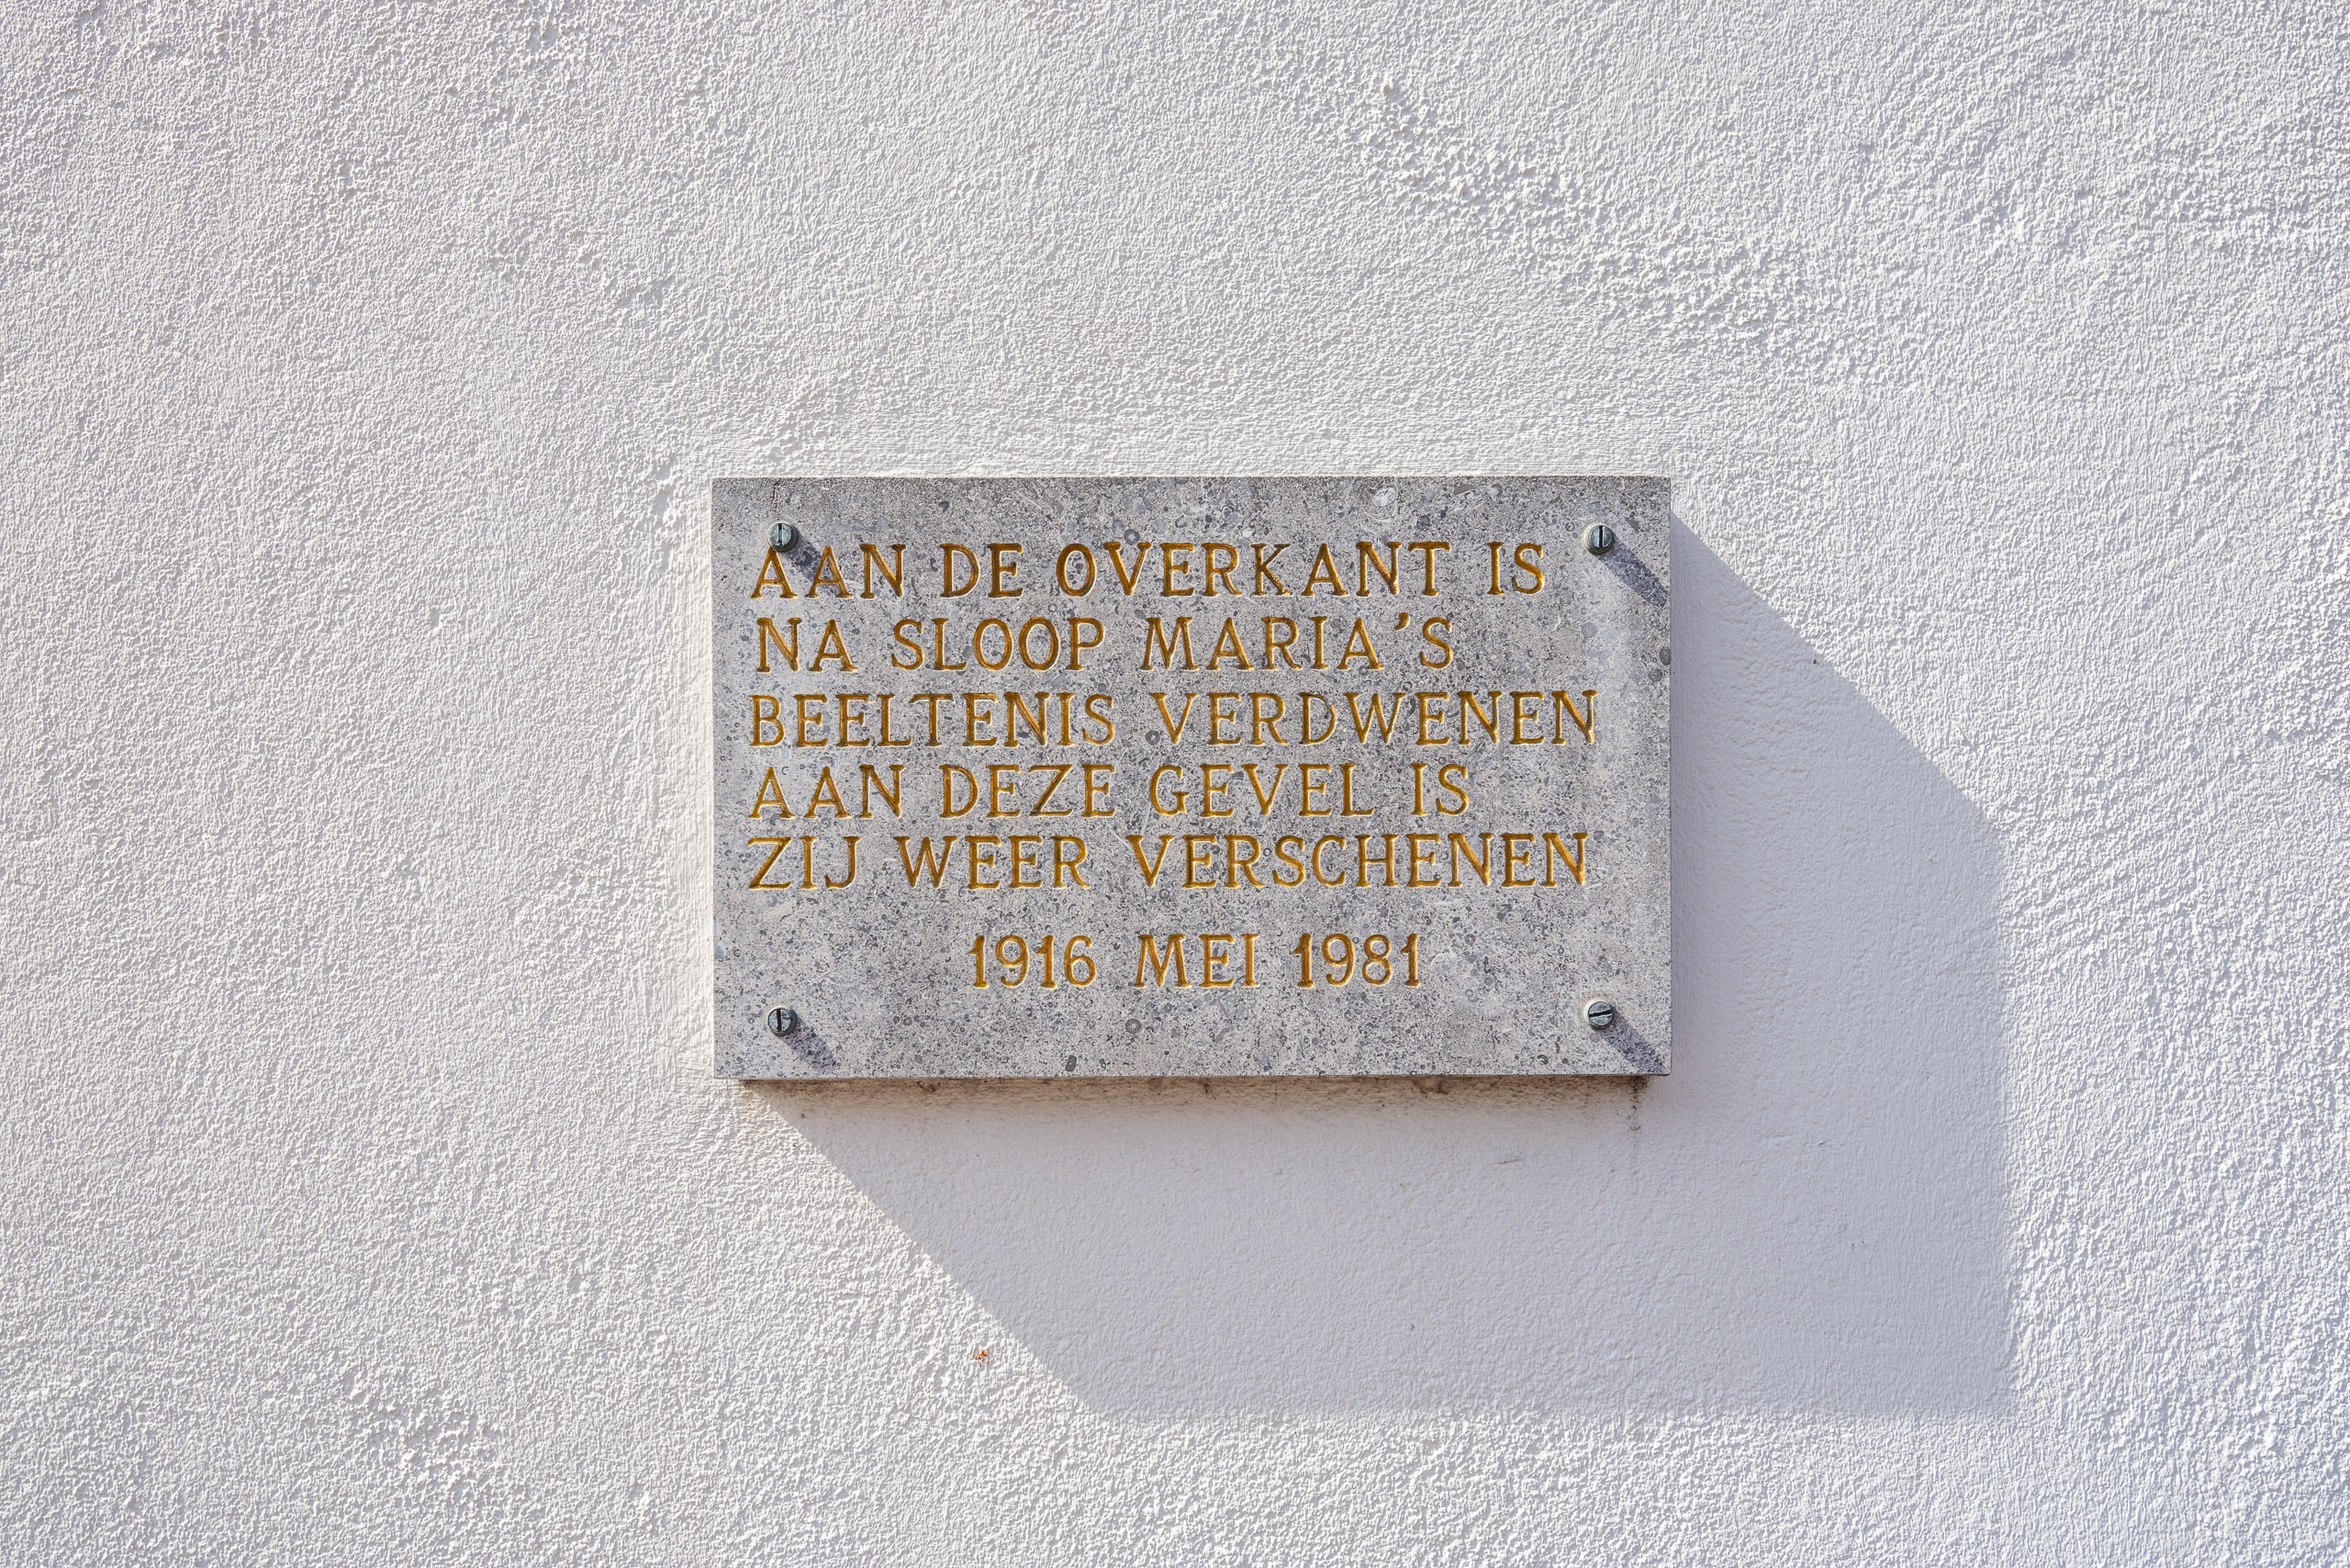 AAN DE OVERKANT IS
NA SLOOP MARIA'S
BEELTENIS VERDWENEN
AAN DEZE GEVEL IS
ZIJ WEER VERSCHENEN
1916 MEI 1981